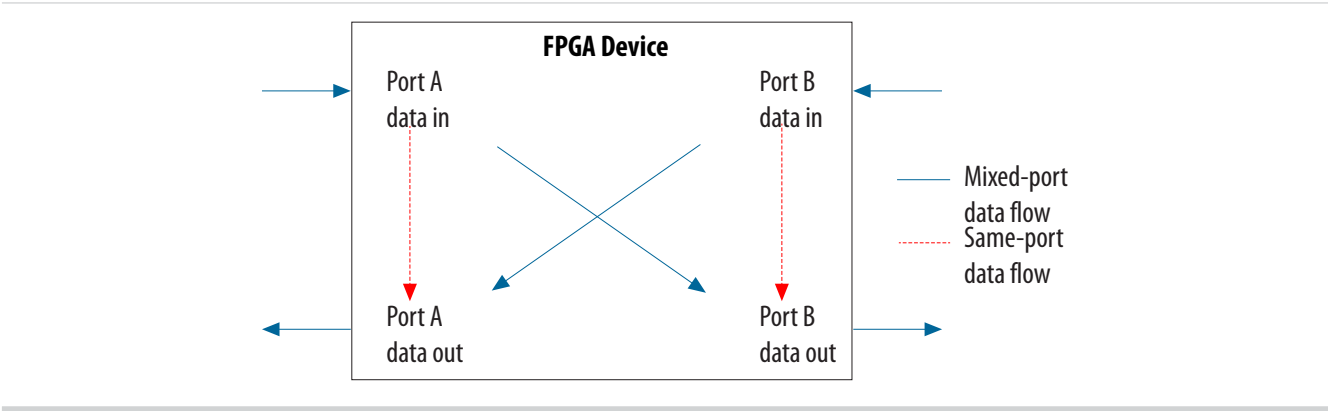 FPGA Device
Port A
data in
Port B
data in
Mixed-port
data flow
Same-port
data flow
Port A
data out
Port B
data out